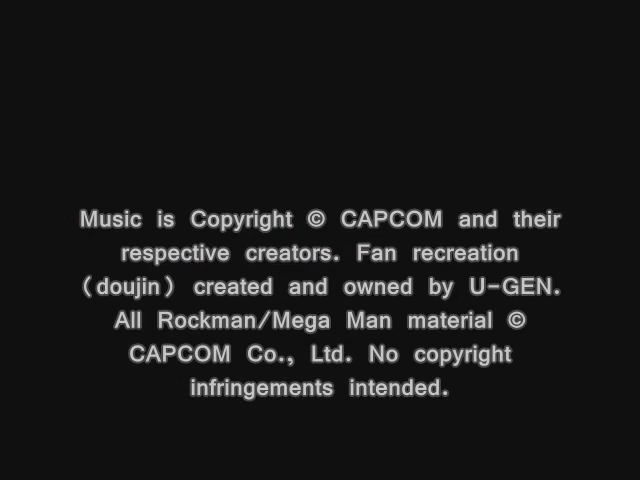 Music is Copyright © CAPCOM and their
respective creators. Fan recreation
(doujin) created and owned by U-GEN.
All Rockman/Mega Man material ©
CAPCOM Co., Ltd. No copyright
infringements intended.